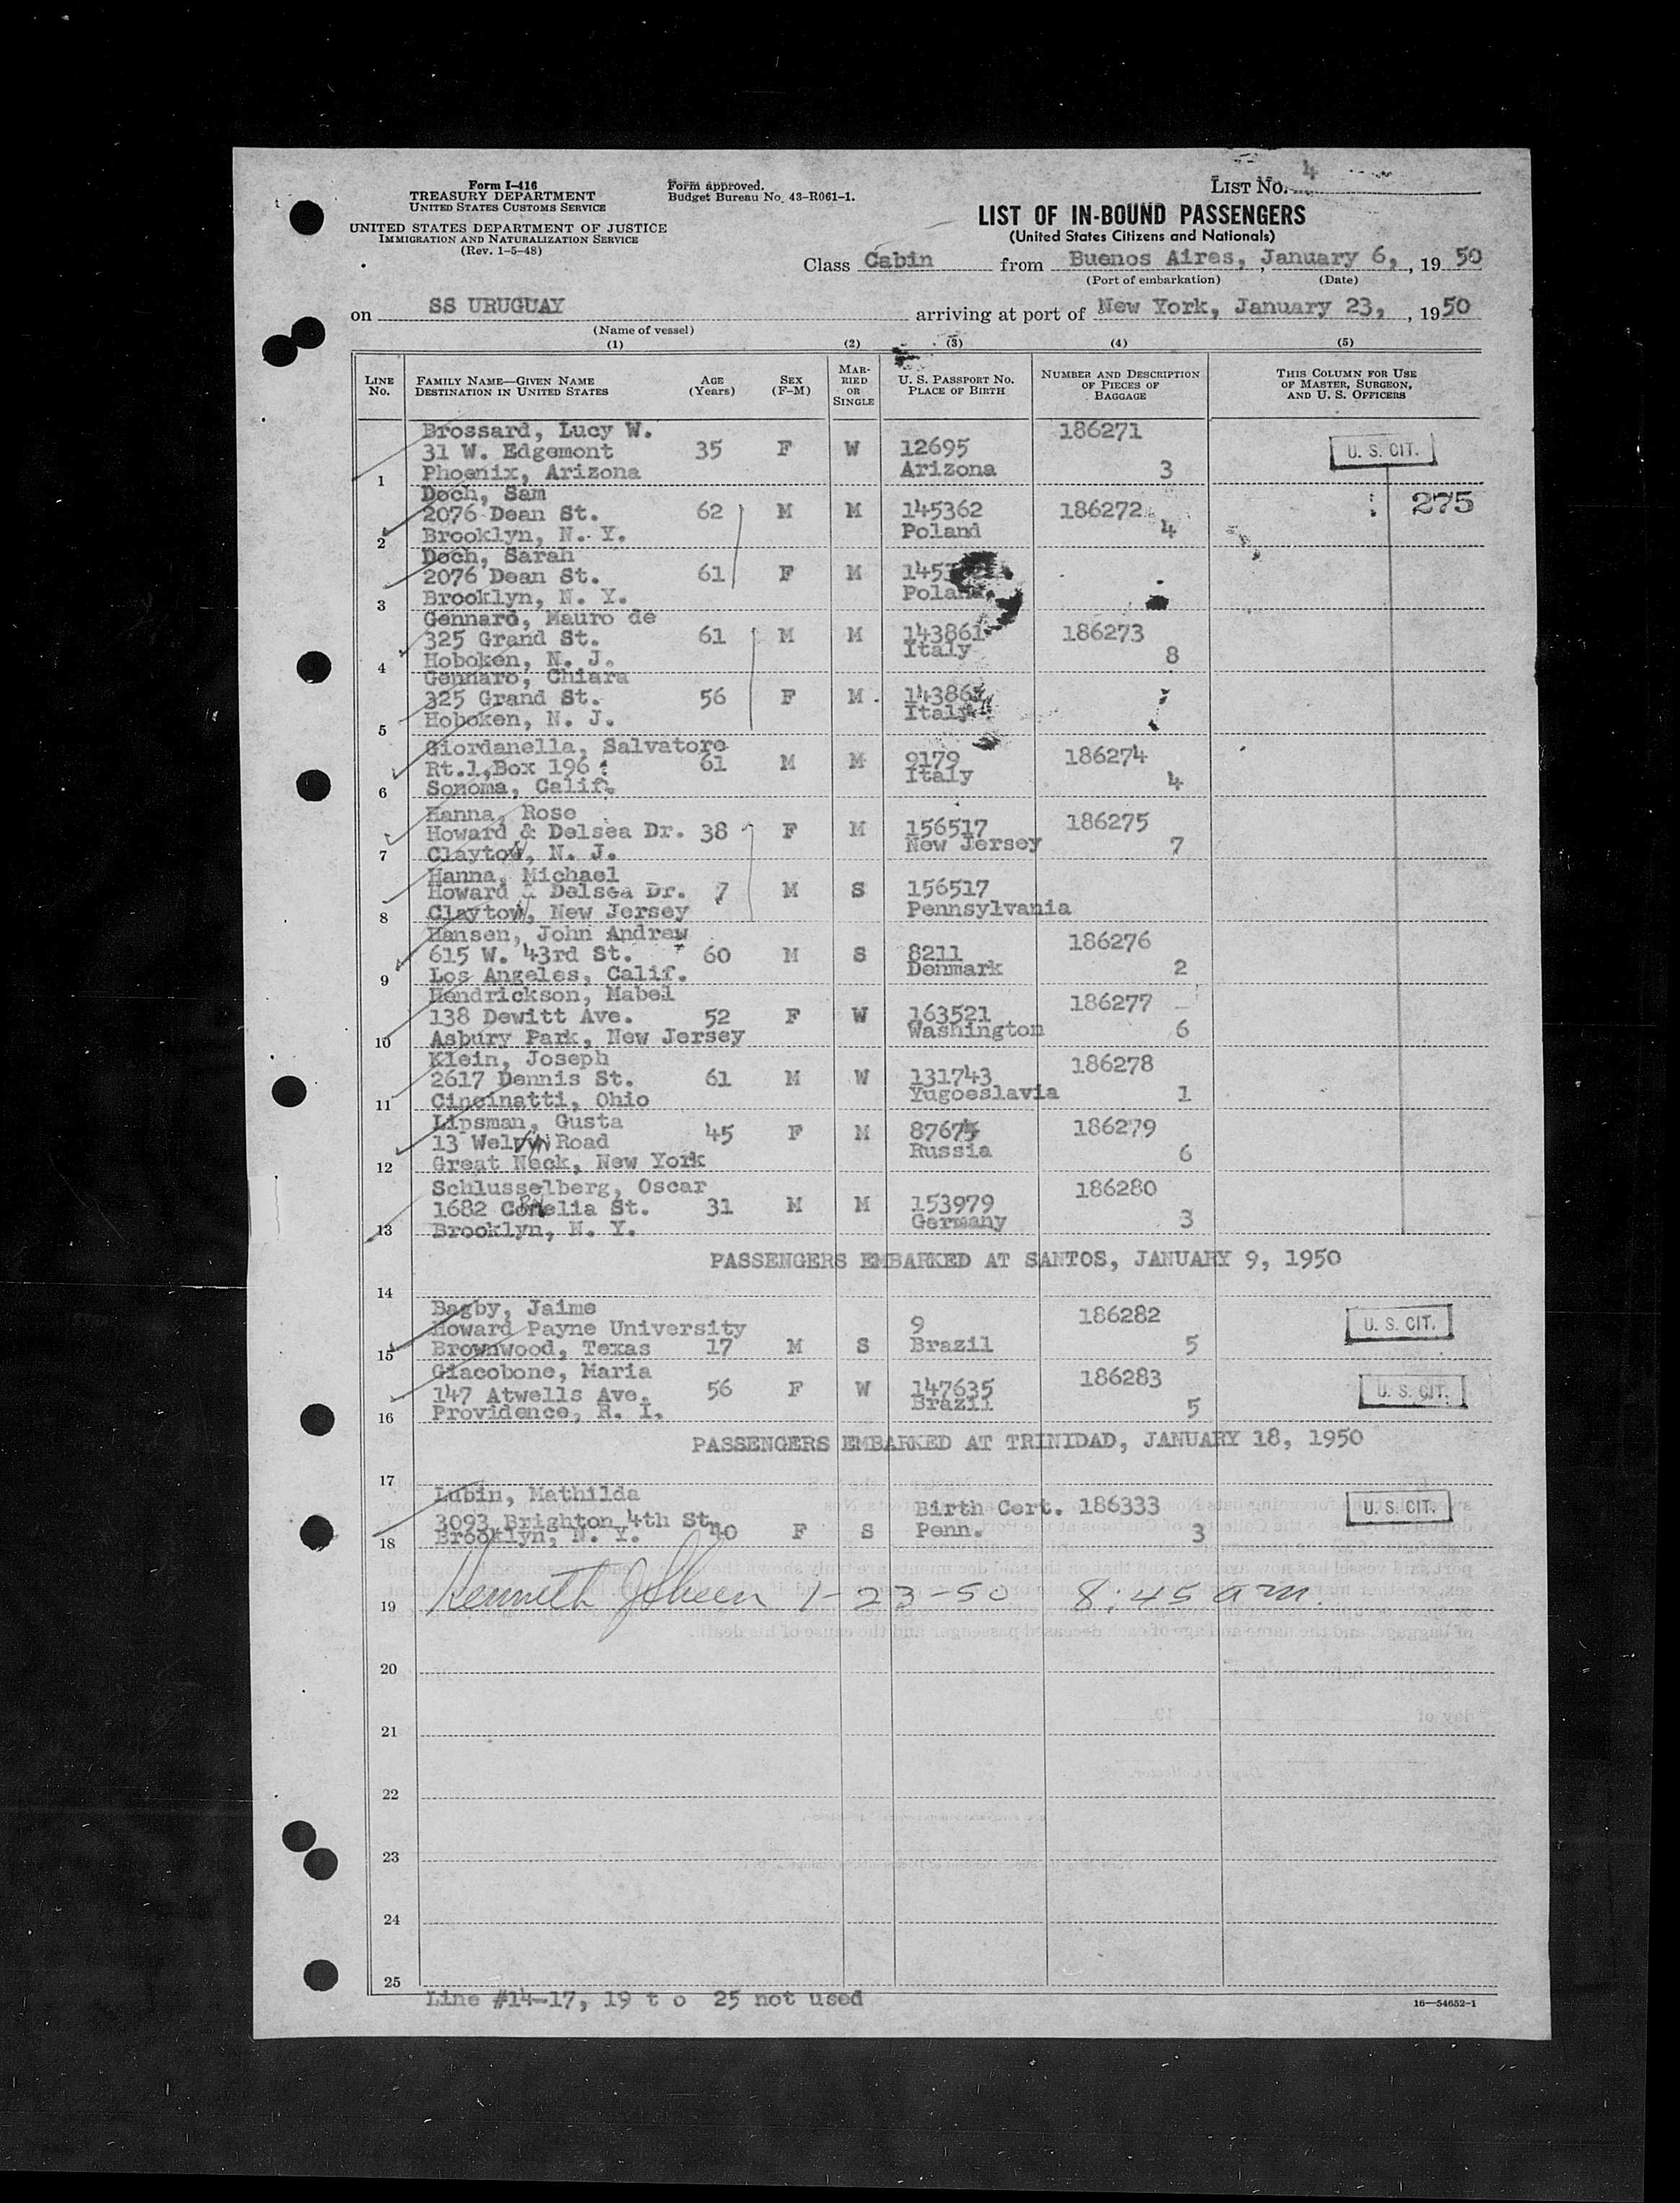 Form I-416
TREASURY DEPARTMENT
UNITED STATES CUSTOMS SERVICE
UNITED STATES DEPARTMENT OF JUSTICE
IMMIGRATION AND NATURALIZATION SERVICE
(Rev. 1-5-48)
Form approved.
Budget Bureau No. 43-R061-1.
LIST NO. 4
LIST OF IN-BOUND PASSENGERS
(United States Citizens and Nationals)
Class Cabin from Buenos Aires, January 6, 1950
(Port of embarkation) (Date)
on SS URUGUAY arriving at port of New York, January 23, 1950
(Name of vessel)
(1) (2) (3) (4) (5)
LINE NO. FAMILY NAME—GIVEN NAME DESTINATION IN UNITED STATES AGE (Years) SEX (F-M) MARRIED OR SINGLE U. S. PASSPORT NO. PLACE OF BIRTH NUMBER AND DESCRIPTION OF PIECES OF BAGGAGE THIS COLUMN FOR USE OF MASTER, SURGEON, AND U. S. OFFICERS
Brossard, Lucy W. 186271
31 W. Edgemont 35 F W 12695 U. S. CIT.
1 Phoenix, Arizona Arizona 3
Doch, Sam 275
2076 Dean St. 62 M M 145362 186272
2 Brooklyn, N. Y. Poland 4
Doch, Sarah
2076 Dean St. 61 F M
3 Brooklyn, N. Y. Poland
Gennaro, Mauro de
325 Grand St. 61 M M 143861 186273
4 Hoboken, N. J. Italy 8
Gennaro, Chiara
325 Grand St. 56 F M
5 Hoboken, N. J. Italy
Giordanella, Salvatore
Rt.1,Box 196 61 M M 9179 186274
6 Sonoma, Calif. Italy 4
Hanna, Rose
Howard & Delsea Dr. 38 F M 156517 186275
7 Clayton, N. J. New Jersey 7
Hanna, Michael
Howard & Delsea Dr. 7 M S 156517
8 Clayton, New Jersey Pennsylvania
Hansen, John Andrew
615 W. 43rd St. 60 M S 8211 186276
9 Los Angeles, Calif. Denmark 2
Hendrickson, Mabel
138 Dewitt Ave. 52 F W 163521 186277
10 Asbury Park, New Jersey Washington 6
Klein, Joseph
2617 Dennis St. 61 M W 131743 186278
11 Cincinatti, Ohio Yugoeslavia 1
Lipsman, Gusta
13 Road 45 F M 186279
12 Great Neck, New York Russia 6
Schlusselberg, Oscar 186280
1682 Cornelia St. 31 M M 153979
13 Brooklyn, N. Y. Germany 3
PASSENGERS EMBARKED AT SANTOS, JANUARY 9, 1950
14
Bagby, Jaime
Howard Payne University 9 186282 U. S. CIT.
15 Brownwood, Texas 17 M S Brazil 5
Giacobone, Maria
147 Atwells Ave. 56 F W 147635 186283 U. S. CIT.
16 Providence, R. I. Brazil 5
PASSENGERS EMBARKED AT TRINIDAD, JANUARY 18, 1950
17
Lubin, Mathilda
3093 Brighton 4th St. Birth Cert. 186333 U. S. CIT.
18 Brooklyn, N. Y. 40 F S Penn. 3
19 Kenneth 1-23-50 8:45 am.
20
21
22
23
24
25
Line #14-17, 19 t o 25 not used
16—54652-1